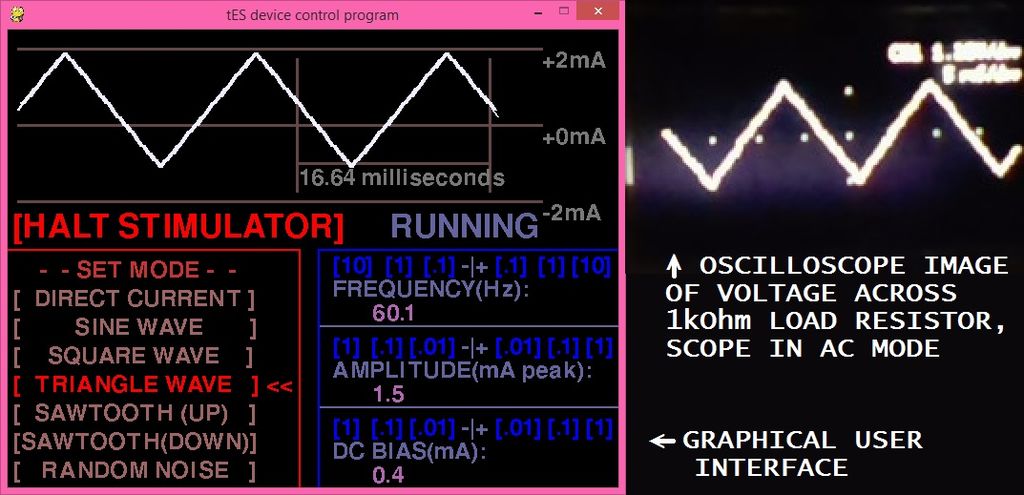 tES device control program
+2mA
+0mA
16.64 milliseconds
-2mA
[HALT STIMULATOR] RUNNING
- - SET MODE - -
[ DIRECT CURRENT ]
[ SINE WAVE ]
[ SQUARE WAVE ]
[ TRIANGLE WAVE ] <<
[ SAWTOOTH (UP) ]
[SAWTOOTH(DOWN)]
[ RANDOM NOISE ]
[10] [1] [.1] -|+ [.1] [1] [10]
FREQUENCY(Hz):
60.1
[1] [.1] [.01] -|+ [.01] [.1] [1]
AMPLITUDE(mA peak):
1.5
[1] [.1] [.01] -|+ [.01] [.1] [1]
DC BIAS(mA):
0.4
CH1
↑ OSCILLOSCOPE IMAGE
OF VOLTAGE ACROSS
1kOhm LOAD RESISTOR,
SCOPE IN AC MODE
← GRAPHICAL USER
INTERFACE